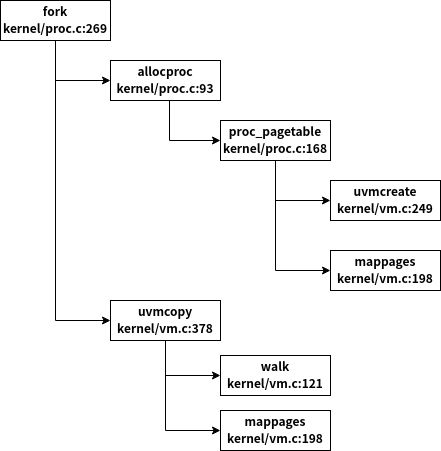 fork
kernel/proc.c:269
allocproc
kernel/proc.c:93
proc_pagetable
kernel/proc.c:168
uvmcreate
kernel/vm.c:249
mappages
kernel/vm.c:198
uvmcopy
kernel/vm.c:378
walk
kernel/vm.c:121
mappages
kernel/vm.c:198